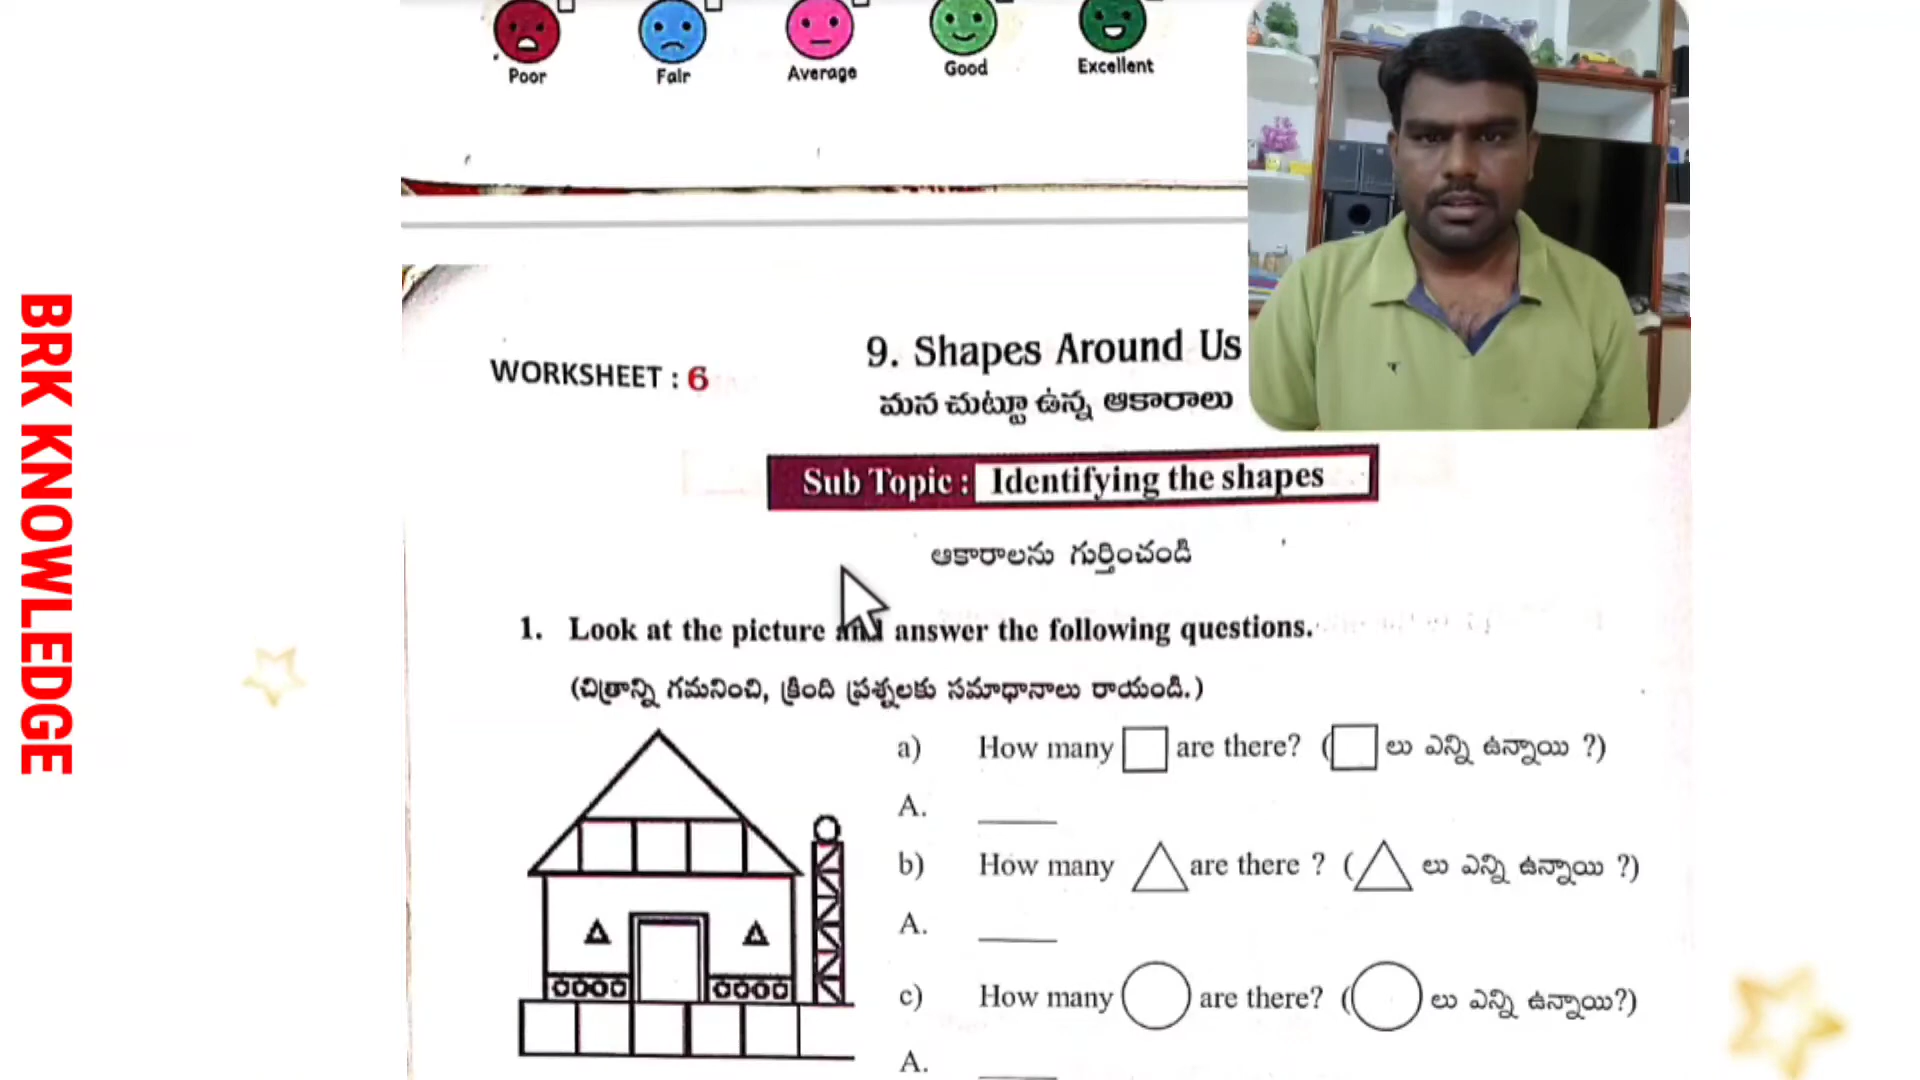 Poor
Fair
Average
Good
Excellent
BRK KNOWLEDGE
WORKSHEET : 6
9. Shapes Around Us
మన చుట్టూ ఉన్న ఆకారాలు
Sub Topic : Identifying the shapes
ఆకారాలను గుర్తించండి
1. Look at the picture and answer the following questions.
(చిత్రాన్ని గమనించి, క్రింది ప్రశ్నలకు సమాధానాలు రాయండి.)
a) How many are there? ( లు ఎన్ని ఉన్నాయి ?)
A.
b) How many are there ? ( లు ఎన్ని ఉన్నాయి ?)
A.
c) How many are there? ( లు ఎన్ని ఉన్నాయి?)
A.